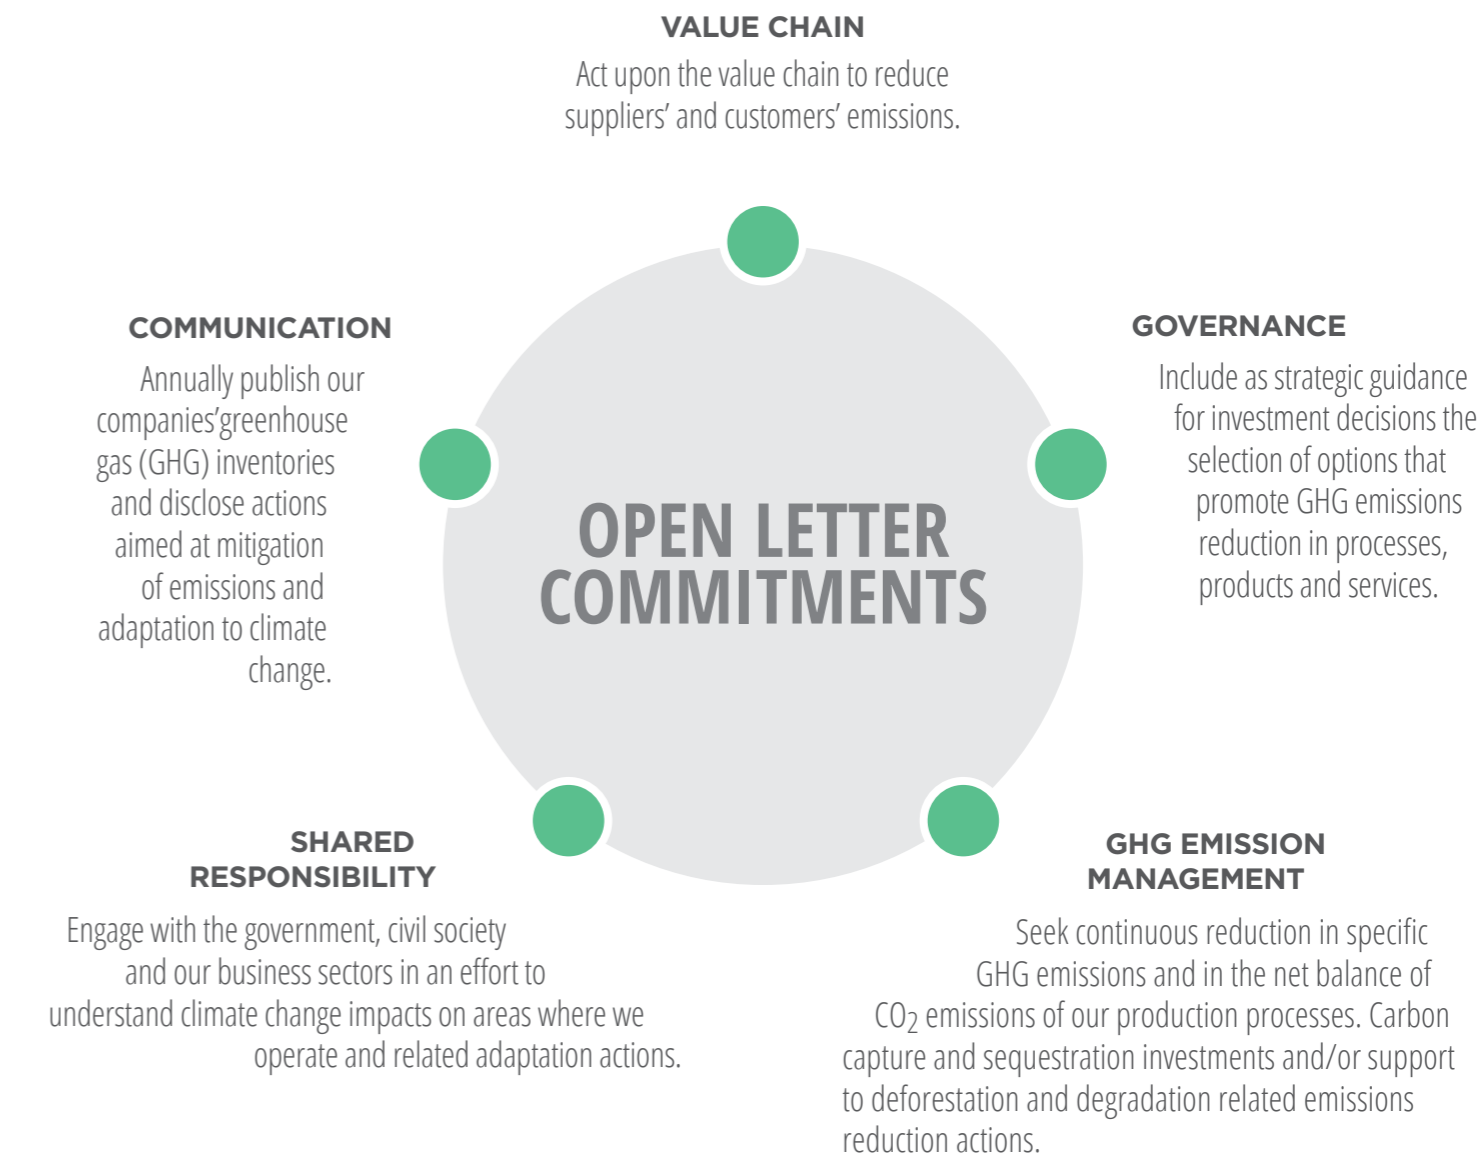 VALUE CHAIN
Act upon the value chain to reduce
suppliers’ and customers’ emissions.
COMMUNICATION
Annually publish our
companies’greenhouse
gas (GHG) inventories
and disclose actions
aimed at mitigation
of emissions and
adaptation to climate
change.
GOVERNANCE
Include as strategic guidance
for investment decisions the
selection of options that
promote GHG emissions
reduction in processes,
products and services.
OPEN LETTER
COMMITMENTS
SHARED
RESPONSIBILITY
Engage with the government, civil society
and our business sectors in an effort to
understand climate change impacts on areas where we
operate and related adaptation actions.
GHG EMISSION
MANAGEMENT
Seek continuous reduction in specific
GHG emissions and in the net balance of
CO₂ emissions of our production processes. Carbon
capture and sequestration investments and/or support
to deforestation and degradation related emissions
reduction actions.